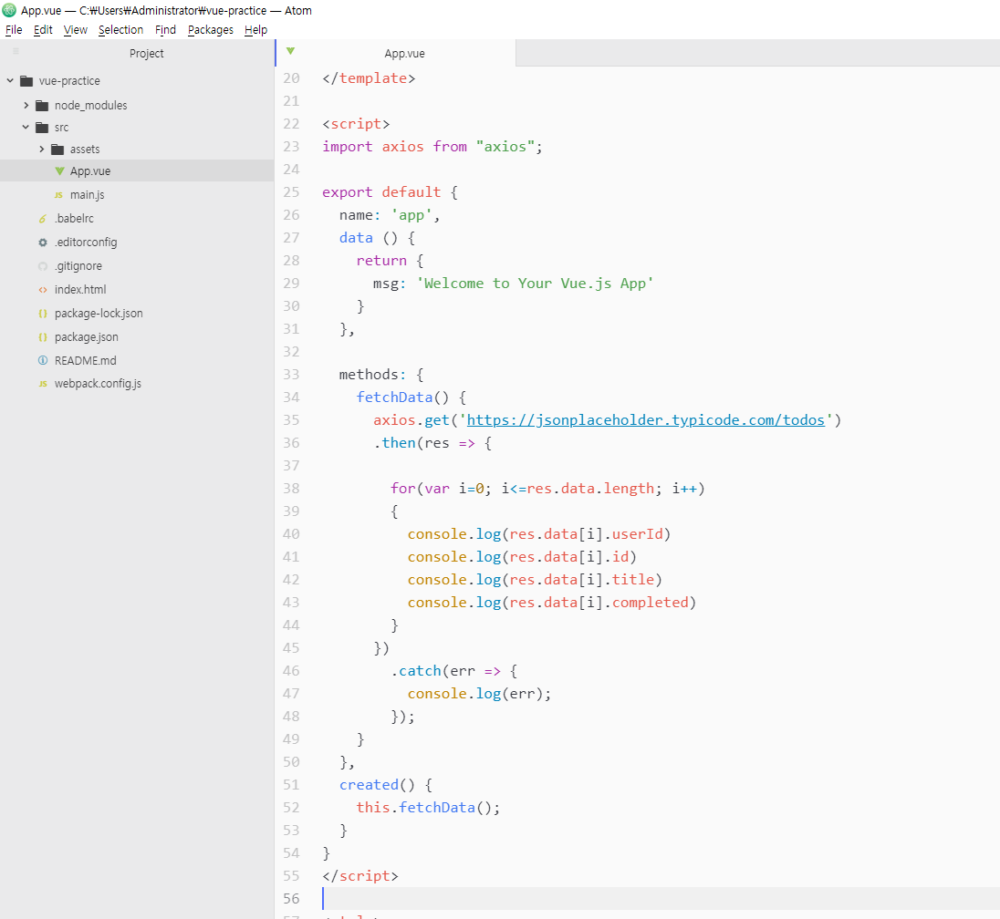 App.vue — C:₩Users₩Administrator₩vue-practice — Atom
File Edit View Selection Find Packages Help
Project
vue-practice
node_modules
src
assets
App.vue
main.js
.babelrc
.editorconfig
.gitignore
index.html
package-lock.json
package.json
README.md
webpack.config.js
App.vue
20 </template>
21
22 <script>
23 import axios from "axios";
24
25 export default {
26   name: 'app',
27   data () {
28     return {
29       msg: 'Welcome to Your Vue.js App'
30     }
31   },
32
33   methods: {
34     fetchData() {
35       axios.get('https://jsonplaceholder.typicode.com/todos')
36       .then(res => {
37
38         for(var i=0; i<=res.data.length; i++)
39         {
40           console.log(res.data[i].userId)
41           console.log(res.data[i].id)
42           console.log(res.data[i].title)
43           console.log(res.data[i].completed)
44         }
45       })
46         .catch(err => {
47           console.log(err);
48         });
49     }
50   },
51   created() {
52     this.fetchData();
53   }
54 }
55 </script>
56